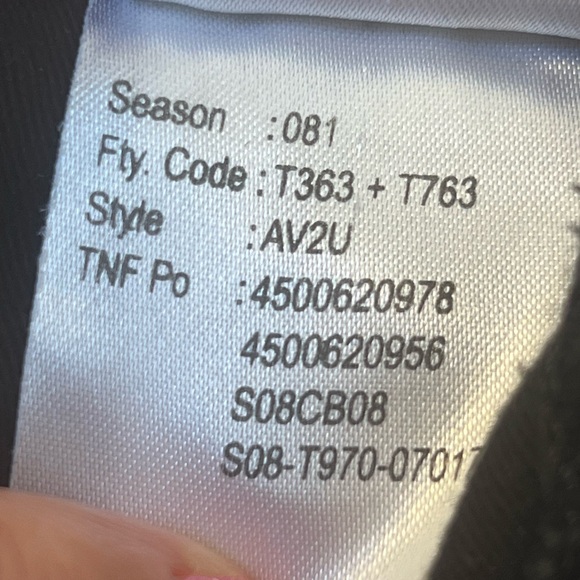 Season :081
Fty. Code : T363 + T763
Style :AV2U
TNF Po :4500620978
4500620956
S08CB08
S08-T970-0701